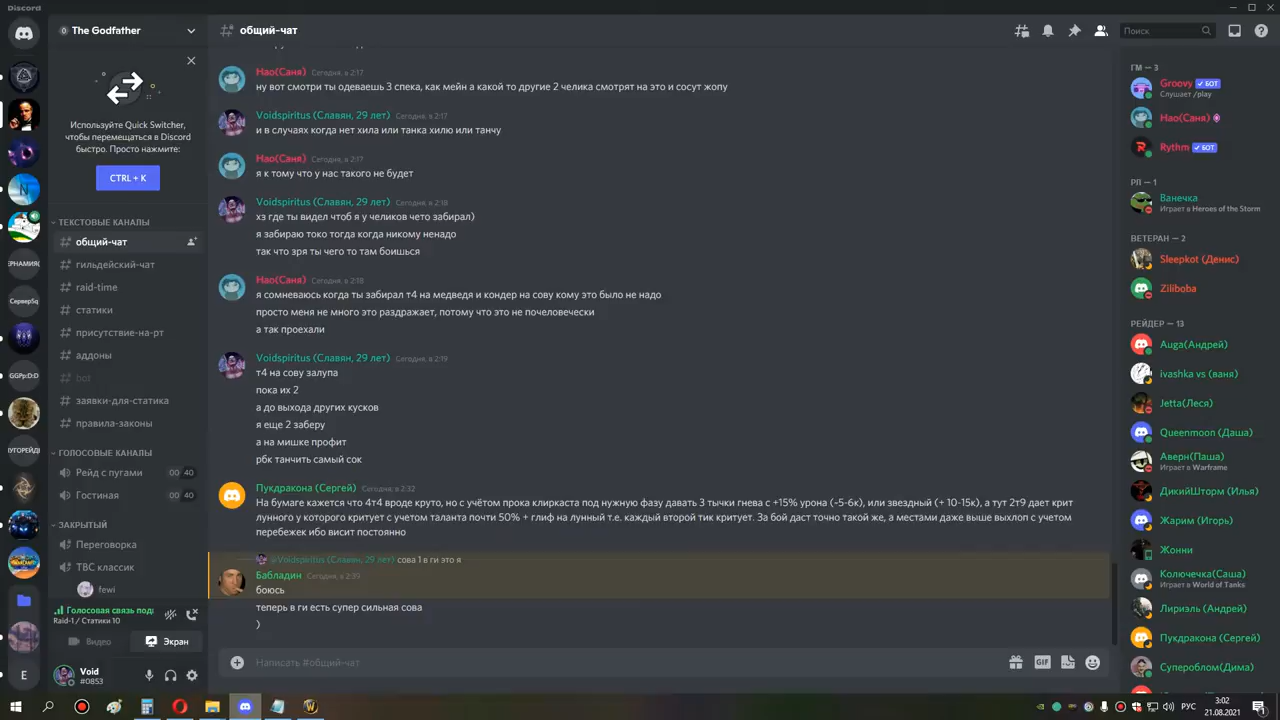 Discord
The Godfather
общий-чат
Поиск
Используйте Quick Switcher,
чтобы перемещаться в Discord
быстро. Просто нажмите:
CTRL + K
ТЕКСТОВЫЕ КАНАЛЫ
общий-чат
гильдейский-чат
raid-time
статики
присутствие-на-рт
аддоны
bot
заявки-для-статика
правила-законы
ГОЛОСОВЫЕ КАНАЛЫ
Рейд с пугами 00 40
Гостиная 00 40
ЗАКРЫТЫЙ
Переговорка
ТВС классик
fewi
Голосовая связь подк
Raid-1 / Статики 10
Видео
Экран
Void
#0853
ЕРНАМИЯ(
Сервер5q
GGPp:D:D
ЛУГОРЕЙД(
Е
Нао(Саня) Сегодня, в 2:17
ну вот смотри ты одеваешь 3 спека, как мейн а какой то другие 2 челика смотрят на это и сосут жопу
Voidspiritus (Славян, 29 лет) Сегодня, в 2:17
и в случаях когда нет хила или танка хилю или танчу
Нао(Саня) Сегодня, в 2:17
я к тому что у нас такого не будет
Voidspiritus (Славян, 29 лет) Сегодня, в 2:18
хз где ты видел чтоб я у челиков чето забирал)
я забираю токо тогда когда никому ненадо
так что зря ты чего то там боишься
Нао(Саня) Сегодня, в 2:18
я сомневаюсь когда ты забирал т4 на медведя и кондер на сову кому это было не надо
просто меня не много это раздражает, потому что это не почеловечески
а так проехали
Voidspiritus (Славян, 29 лет) Сегодня, в 2:19
т4 на сову залупа
пока их 2
а до выхода других кусков
я еще 2 заберу
а на мишке профит
рбк танчить самый сок
Пукдракона (Сергей) Сегодня, в 2:32
На бумаге кажется что 4т4 вроде круто, но с учётом прока клиркаста под нужную фазу давать 3 тычки гнева с +15% урона (~5-6к), или звездный (+ 10-15к), а тут 2т9 дает крит
лунного у которого критует с учетом таланта почти 50% + глиф на лунный т.е. каждый второй тик критует. За бой даст точно такой же, а местами даже выше выхлоп с учетом
перебежек ибо висит постоянно
@Voidspiritus (Славян, 29 лет) сова 1 в ги это я
Бабладин Сегодня, в 2:39
боюсь
теперь в ги есть супер сильная сова
)
Написать #общий-чат
GIF
ГМ — 3
Groovy БОТ
Слушает /play
Нао(Саня)
Rythm БОТ
РЛ — 1
Ванечка
Играет в Heroes of the Storm
ВЕТЕРАН — 2
Sleepkot (Денис)
Ziliboba
РЕЙДЕР — 13
Auga(Андрей)
ivashka vs (ваня)
Jetta(Леся)
Queenmoon (Даша)
Аверн(Паша)
Играет в Warframe
ДикийШторм (Илья)
Жарим (Игорь)
Жонни
Колючечка(Саша)
Играет в World of Tanks
Лириэль (Андрей)
Пукдракона (Сергей)
Супероблом(Дима)
РУС
3:02
21.08.2021